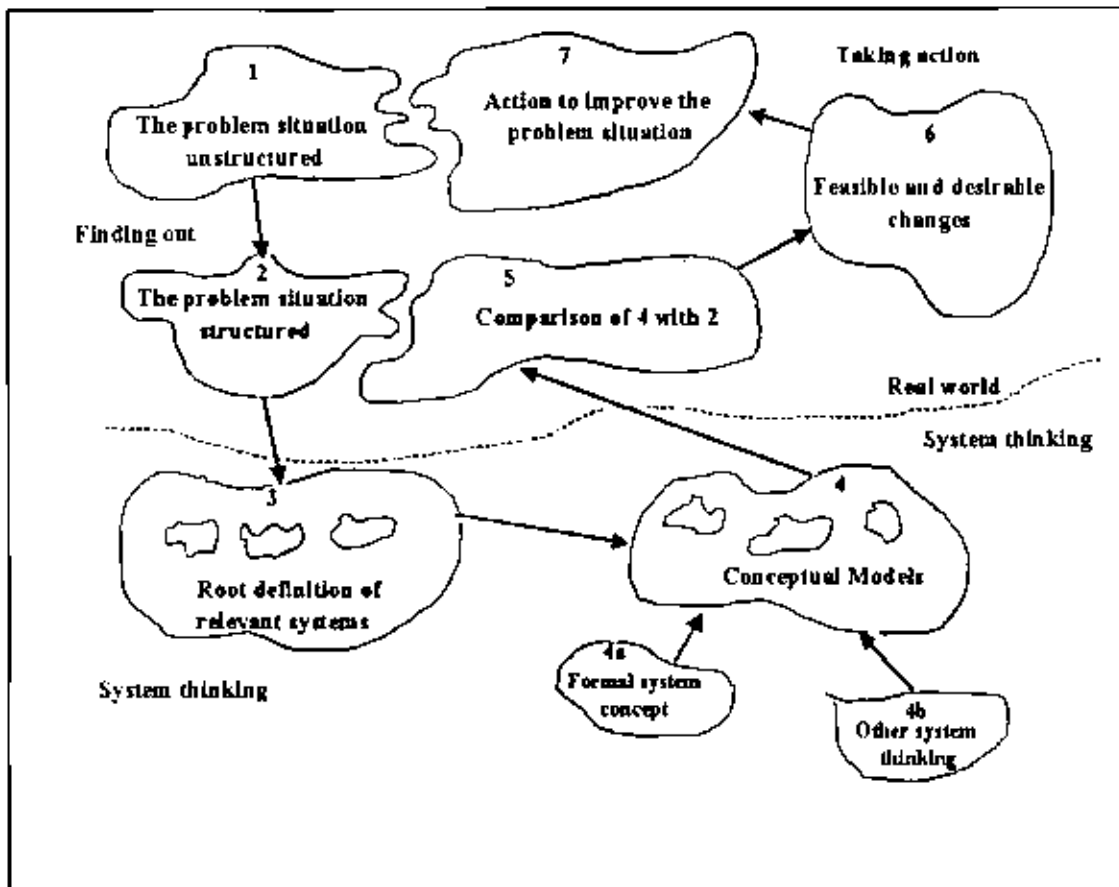 1
The problem situation
unstructured
7
Action to improve the
problem situation
Taking action
6
Feasible and desirable
changes
Finding out
2
The problem situation
structured
5
Comparison of 4 with 2
Real world
System thinking
3
Root definition of
relevant systems
4
Conceptual Models
System thinking
4a
Formal system
concept
4b
Other system
thinking